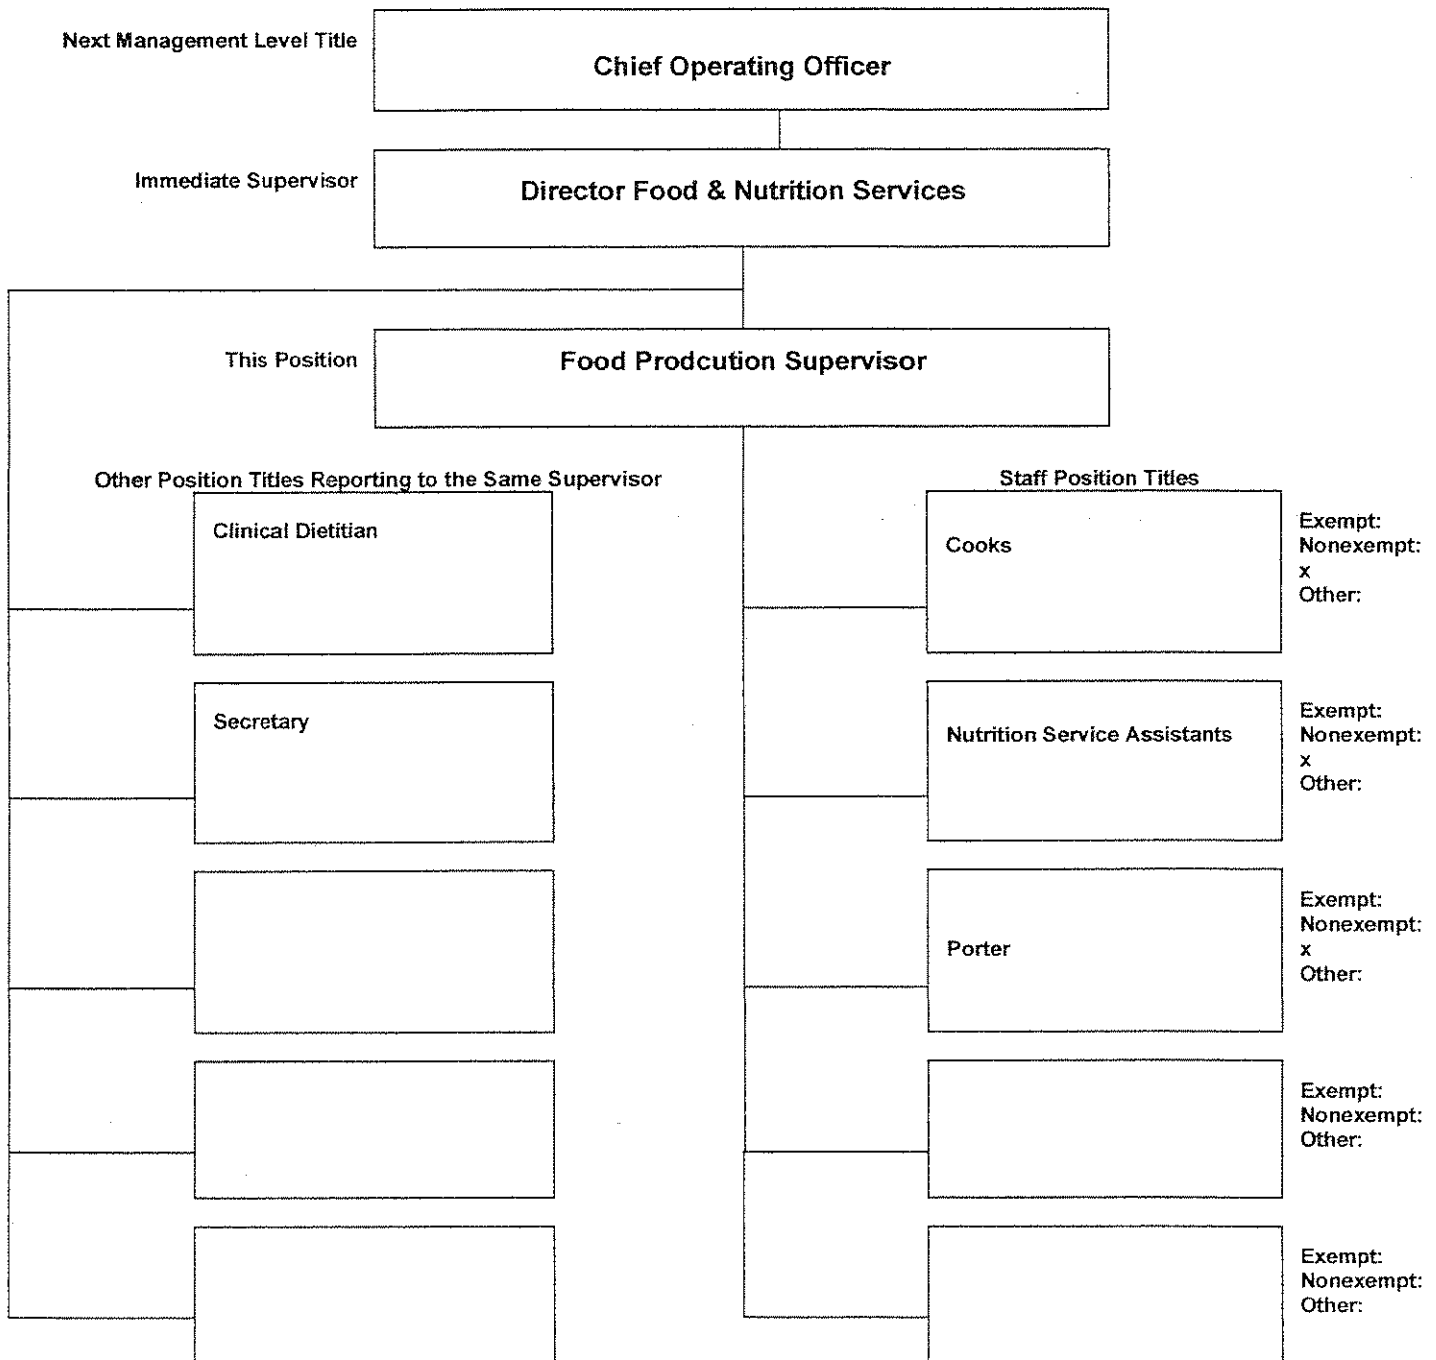 Next Management Level Title
Chief Operating Officer
Immediate Supervisor
Director Food & Nutrition Services
This Position
Food Prodcution Supervisor
Other Position Titles Reporting to the Same Supervisor
Clinical Dietitian
Secretary
Staff Position Titles
Cooks
Exempt:
Nonexempt:
x
Other:
Nutrition Service Assistants
Exempt:
Nonexempt:
x
Other:
Porter
Exempt:
Nonexempt:
x
Other:
Exempt:
Nonexempt:
Other:
Exempt:
Nonexempt:
Other: